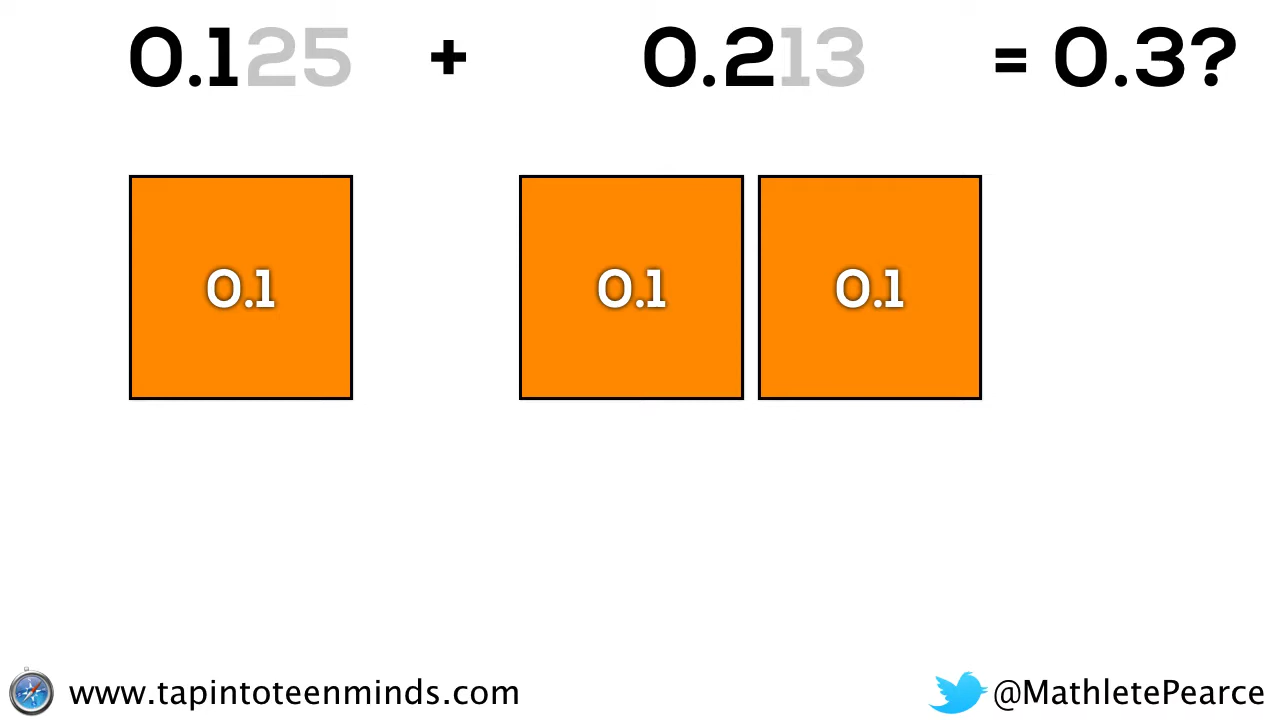 0.125 + 0.213 = 0.3?
0.1 0.1 0.1
www.tapintoteenminds.com @MathletePearce